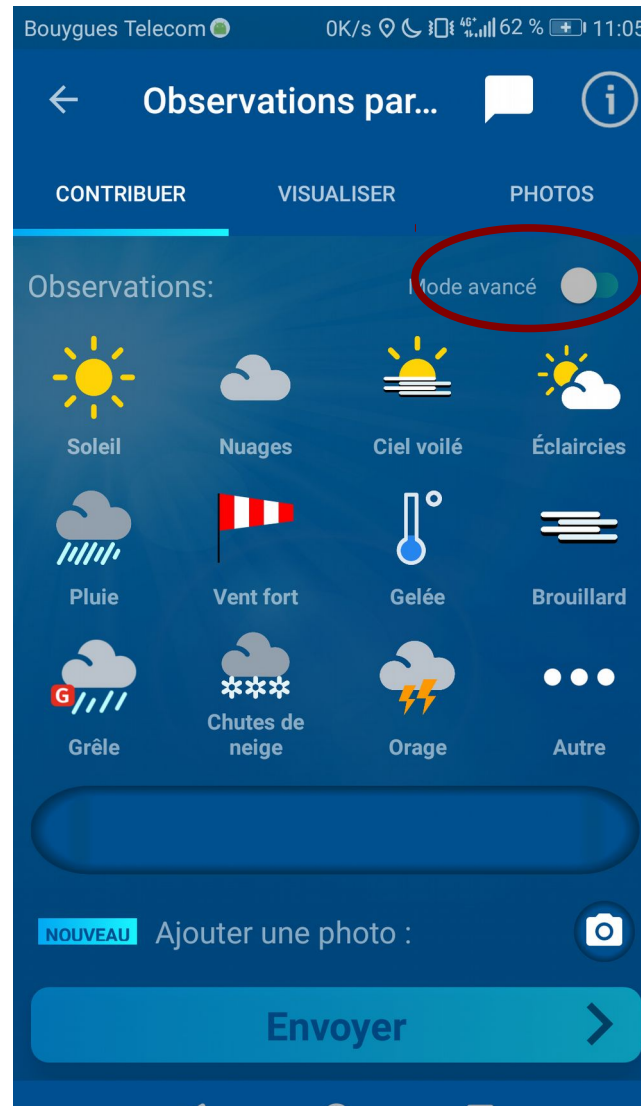 Bouygues Telecom 0K/s 4G+ 62 % 11:05
Observations par...
CONTRIBUER VISUALISER PHOTOS
Observations: Mode avancé
Soleil Nuages Ciel voilé Éclaircies
Pluie Vent fort Gelée Brouillard
G
Grêle Chutes de neige Orage Autre
NOUVEAU Ajouter une photo :
Envoyer